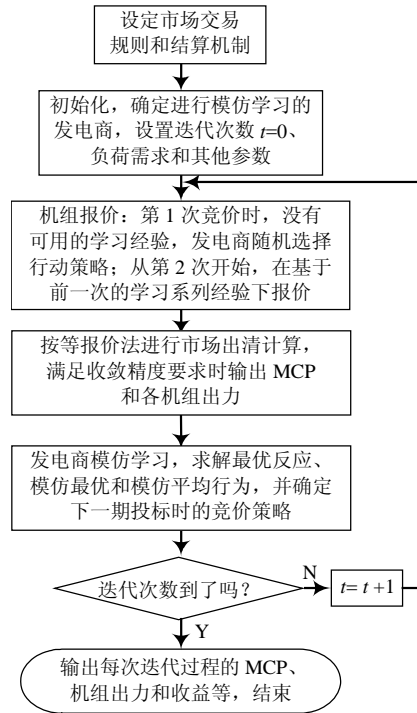 设定市场交易
规则和结算机制
初始化，确定进行模仿学习的
发电商，设置迭代次数 t=0、
负荷需求和其他参数
机组报价：第 1 次竞价时，没有
可用的学习经验，发电商随机选择
行动策略；从第 2 次开始，在基于
前一次的学习系列经验下报价
按等报价法进行市场出清计算，
满足收敛精度要求时输出 MCP
和各机组出力
发电商模仿学习，求解最优反应、
模仿最优和模仿平均行为，并确定
下一期投标时的竞价策略
迭代次数到了吗？
N
t= t +1
Y
输出每次迭代过程的 MCP、
机组出力和收益等，结束